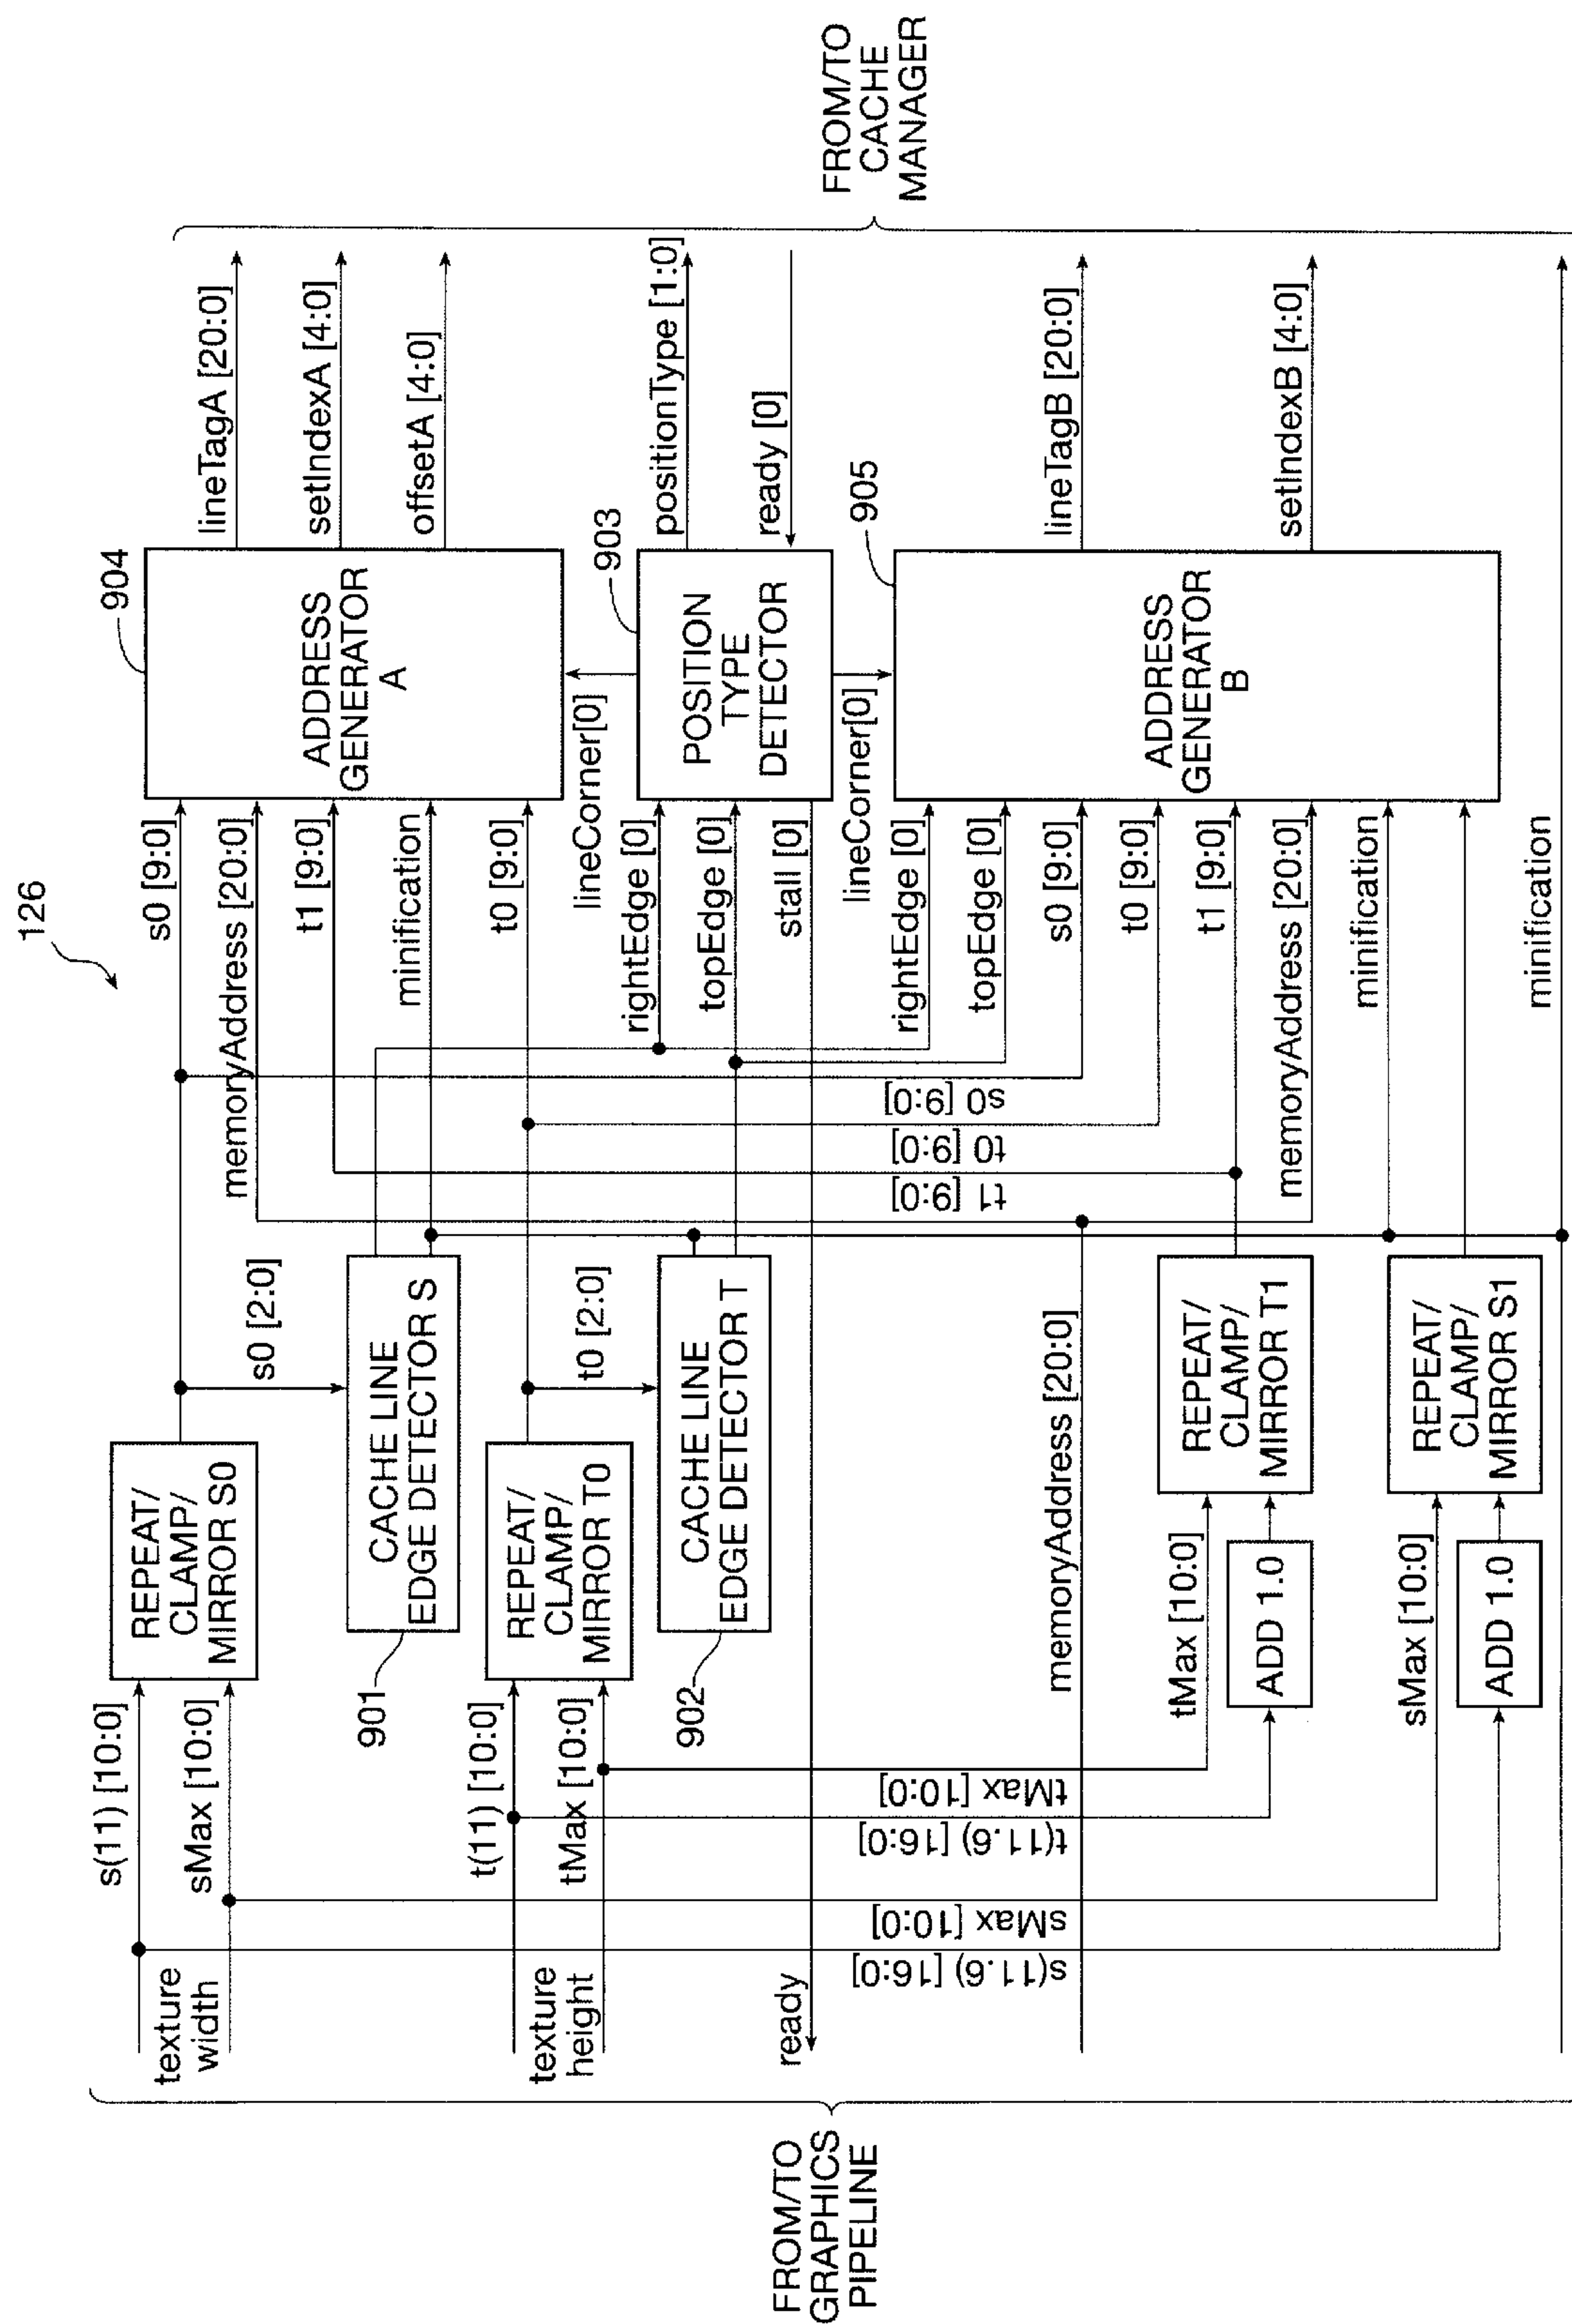 126
FROM/TO
GRAPHICS
PIPELINE
texture
width
texture
height
ready
s(11) [10:0]
sMax [10:0]
t(11) [10:0]
tMax [10:0]
s(11.6) [16:0]
sMax [10:0]
t(11.6) [16:0]
tMax [10:0]
REPEAT/
CLAMP/
MIRROR S0
901
CACHE LINE
EDGE DETECTOR S
REPEAT/
CLAMP/
MIRROR T0
902
CACHE LINE
EDGE DETECTOR T
s0 [2:0]
t0 [2:0]
memoryAddress [20:0]
tMax [10:0]
ADD 1.0
sMax [10:0]
ADD 1.0
REPEAT/
CLAMP/
MIRROR T1
REPEAT/
CLAMP/
MIRROR S1
t1 [9:0]
t0 [9:0]
s0 [9:0]
s0 [9:0]
memoryAddress [20:0]
t1 [9:0]
minification
t0 [9:0]
lineCorner[0]
rightEdge [0]
topEdge [0]
stall [0]
lineCorner[0]
rightEdge [0]
topEdge [0]
s0 [9:0]
t0 [9:0]
t1 [9:0]
memoryAddress [20:0]
minification
minification
904
ADDRESS
GENERATOR
A
903
POSITION
TYPE
DETECTOR
905
ADDRESS
GENERATOR
B
lineTagA [20:0]
setIndexA [4:0]
offsetA [4:0]
positionType [1:0]
ready [0]
lineTagB [20:0]
setIndexB [4:0]
FROM/TO
CACHE
MANAGER